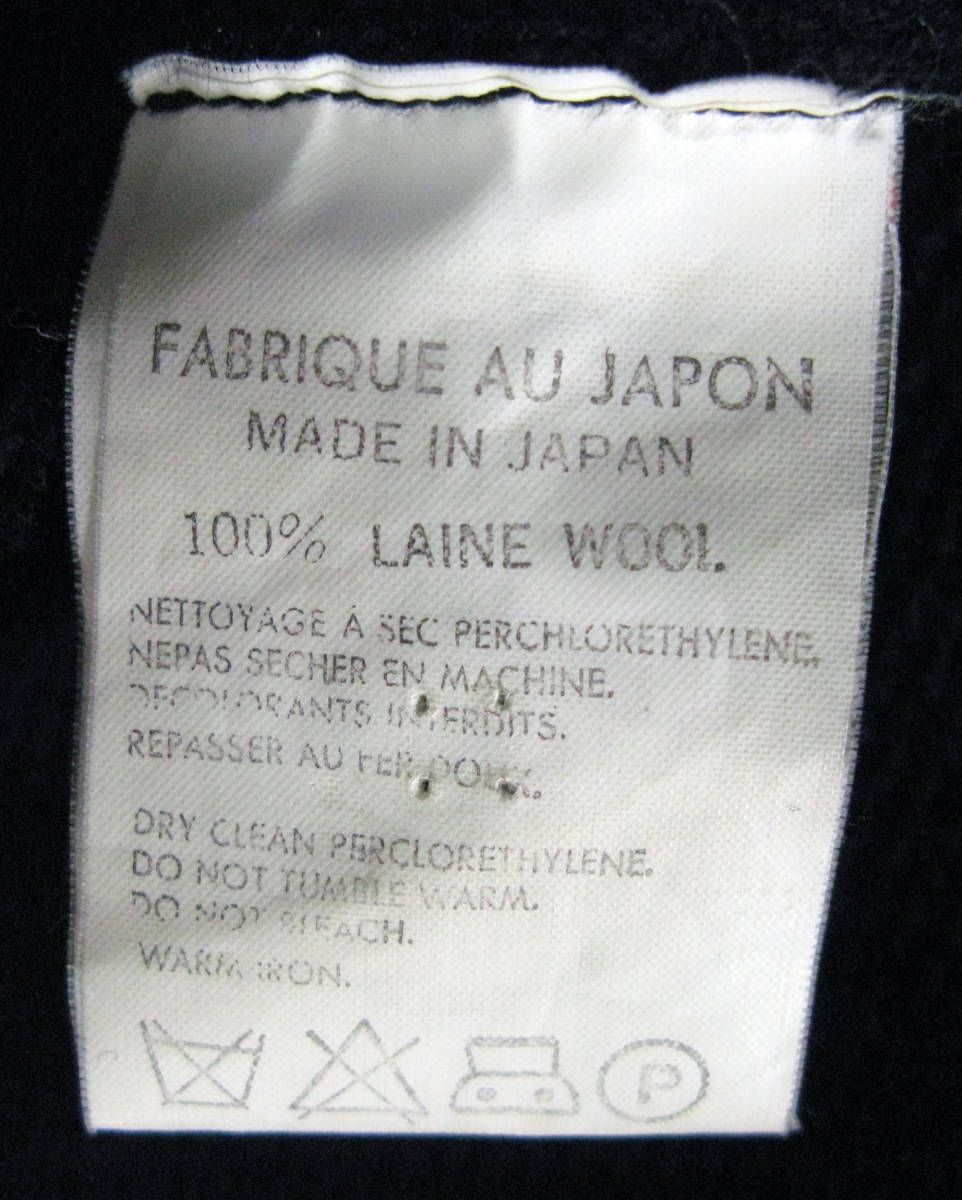 FABRIQUE AU JAPON
MADE IN JAPAN
100% LAINE WOOL
NETTOYAGE À SEC PERCHLORETHYLENE.
NEPAS SECHER EN MACHINE.
DECOLORANTS INTERDITS.
REPASSER AU FER DOUX.
DRY CLEAN PERCLORETHYLENE.
DO NOT TUMBLE WARM.
DO NOT BLEACH.
WARM IRON.
P